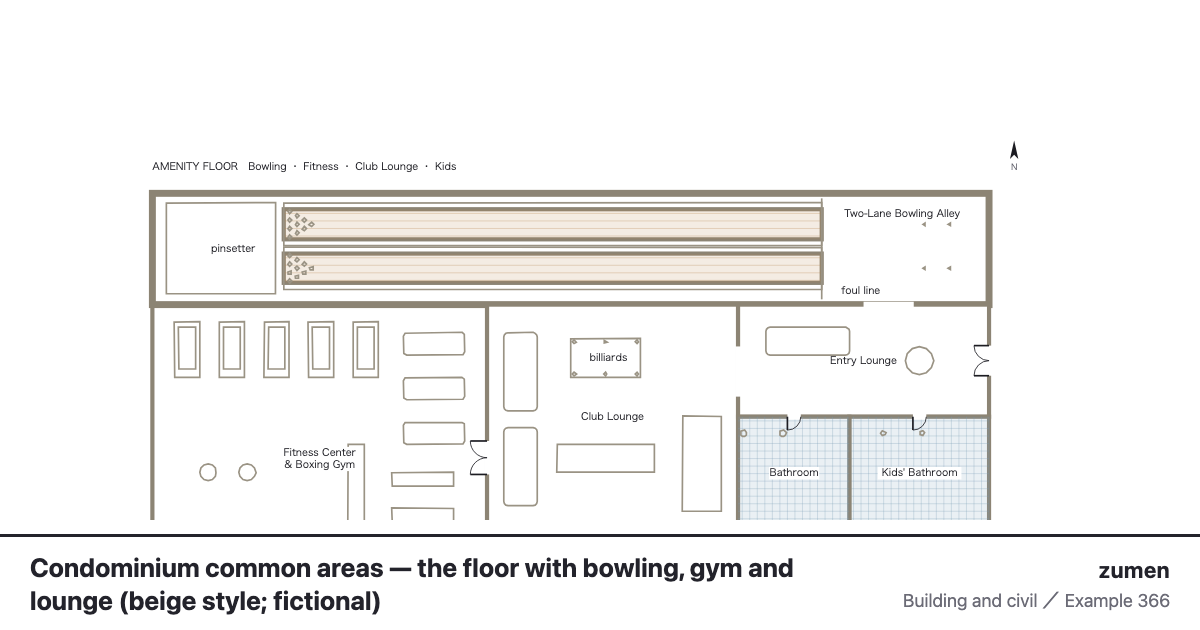 AMENITY FLOOR Bowling ・ Fitness ・ Club Lounge ・ Kids
N
Two-Lane Bowling Alley
pinsetter
foul line
billiards
Entry Lounge
Club Lounge
Fitness Center
& Boxing Gym
Bathroom
Kids' Bathroom
Condominium common areas — the floor with bowling, gym and
lounge (beige style; fictional)
zumen
Building and civil ／ Example 366